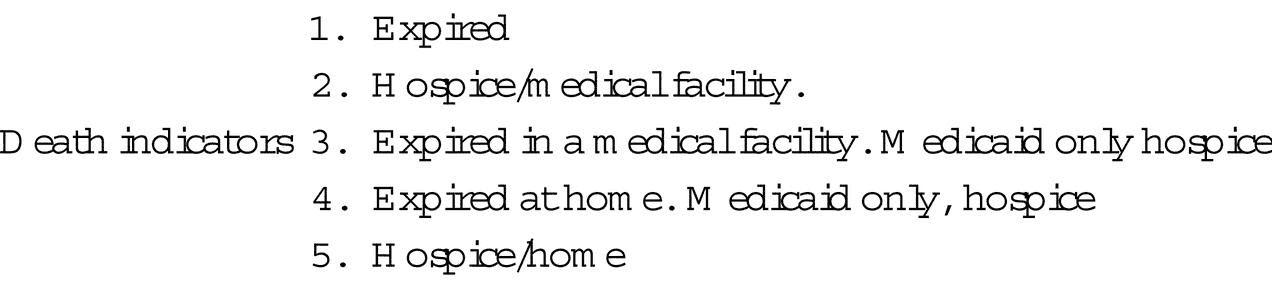 1. Expired
2. Hospice/medical facility.
Death indicators 3. Expired in a medical facility. Medicaid only hospice
4. Expired at home. Medicaid only, hospice
5. Hospice/home